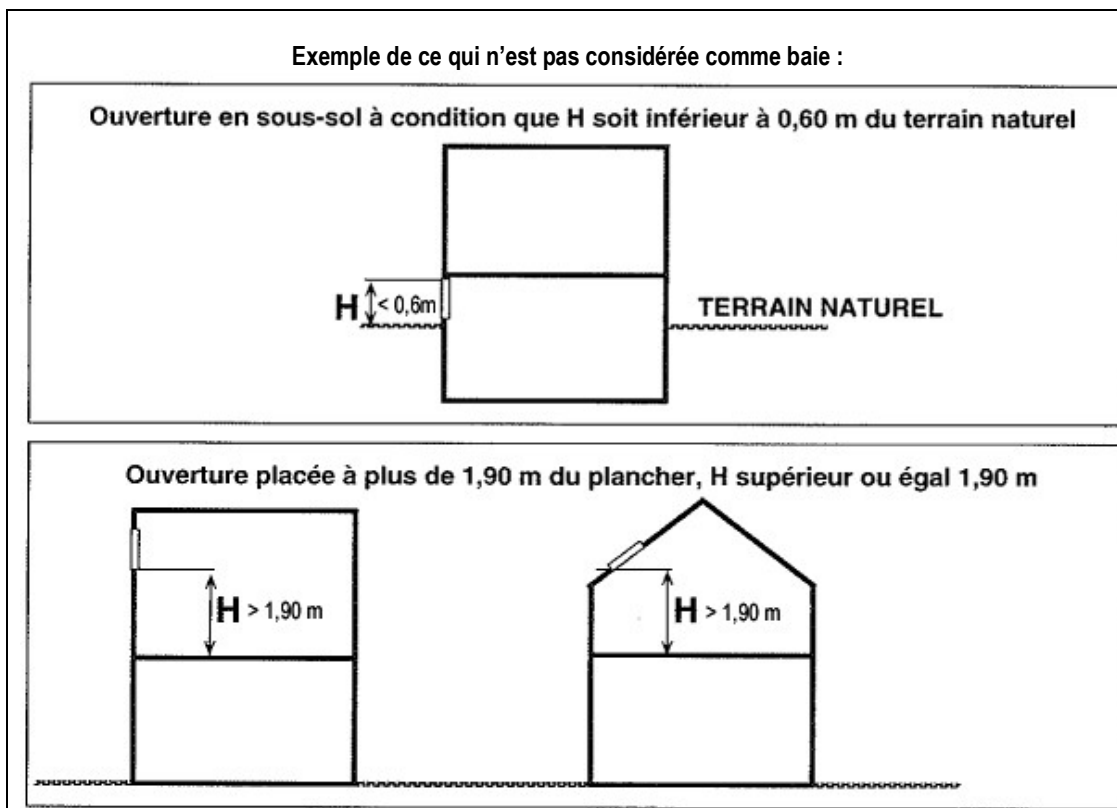 Exemple de ce qui n'est pas considérée comme baie :
Ouverture en sous-sol à condition que H soit inférieur à 0,60 m du terrain naturel
H < 0,6m
TERRAIN NATUREL
Ouverture placée à plus de 1,90 m du plancher, H supérieur ou égal 1,90 m
H > 1,90 m
H > 1,90 m